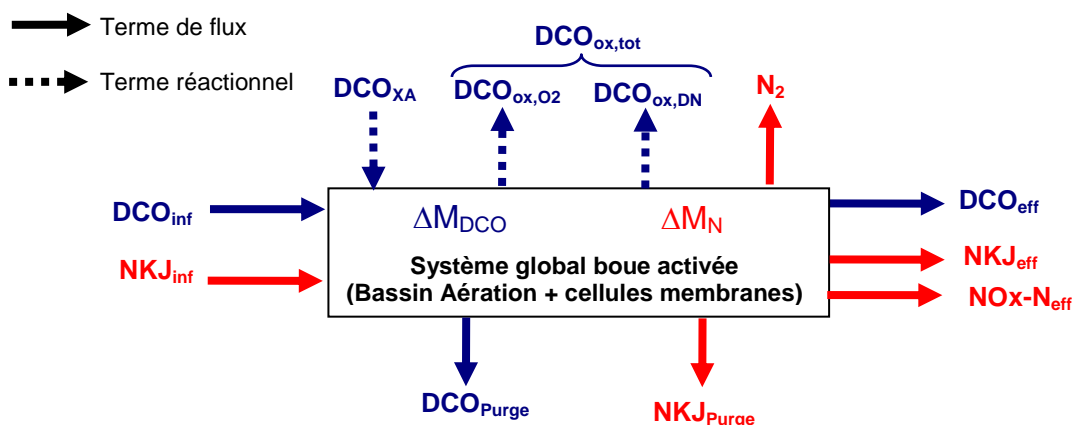 Terme de flux
Terme réactionnel
DCOox,tot
DCOXA
DCOox,O2
DCOox,DN
N2
DCOinf
NKJinf
ΔMDCO
ΔMN
Système global boue activée
(Bassin Aération + cellules membranes)
DCOeff
NKJeff
NOx-Neff
DCOPurge
NKJPurge